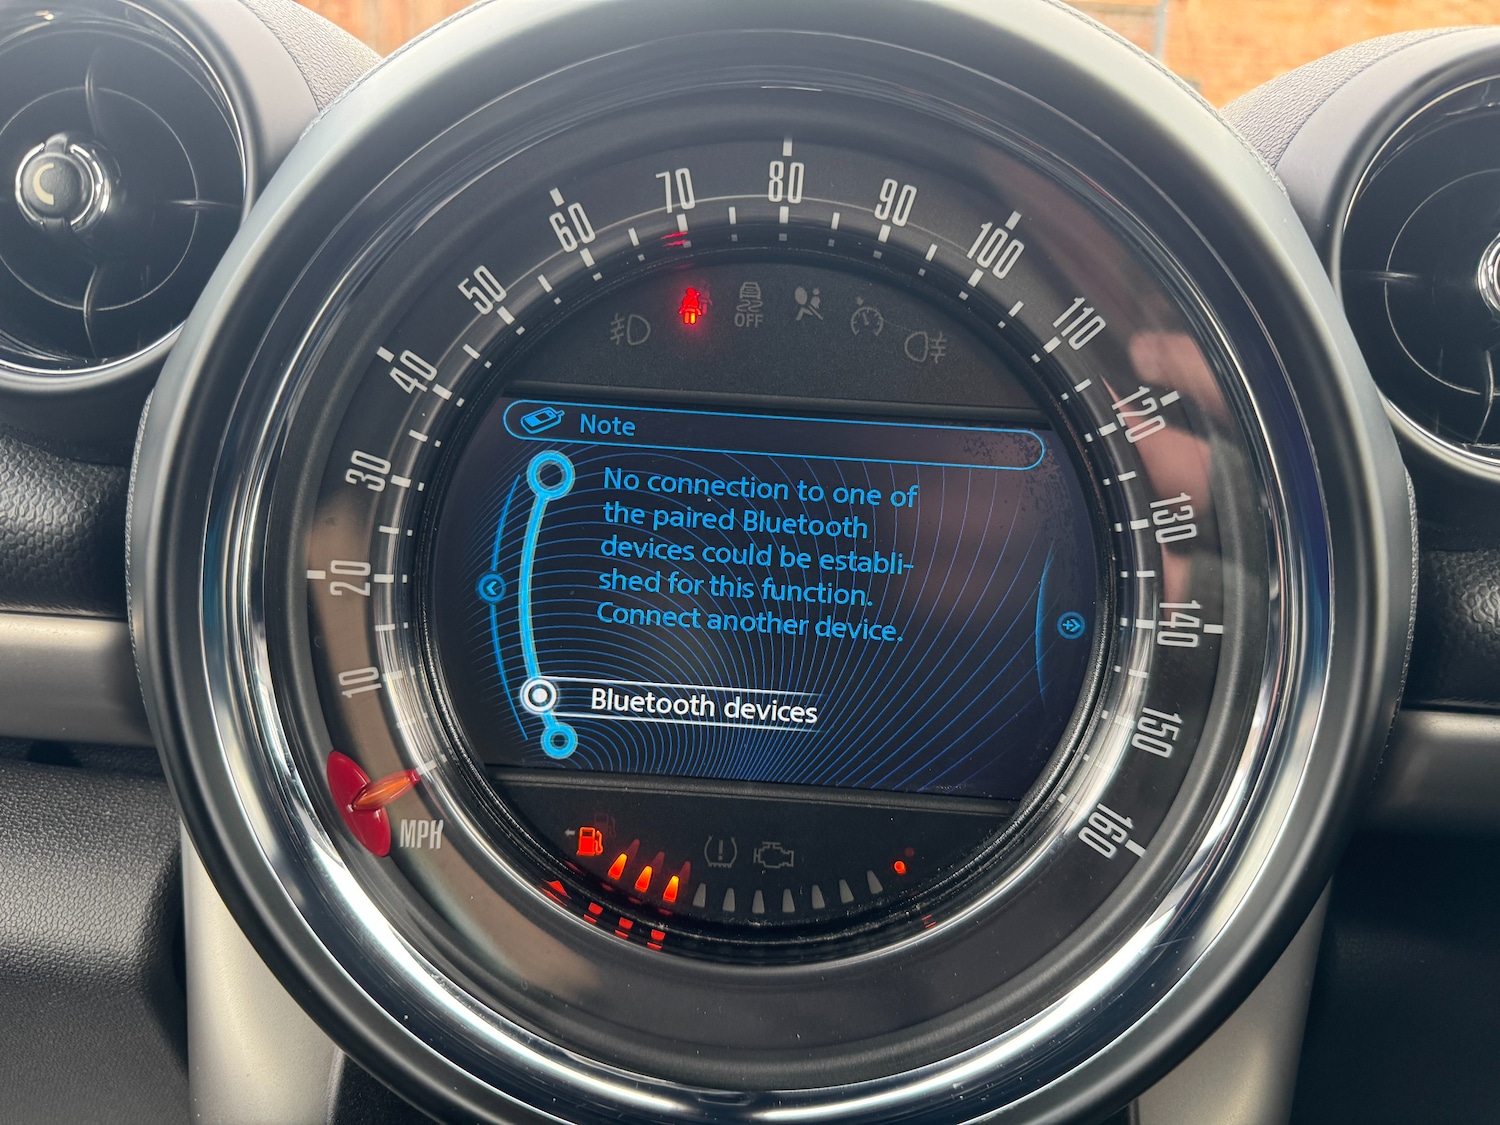 80
70
90
60
100
50
110
40
120
30
130
20
140
10
150
MPH
160
OFF
Note
No connection to one of
the paired Bluetooth
devices could be establi-
shed for this function.
Connect another device.
Bluetooth devices